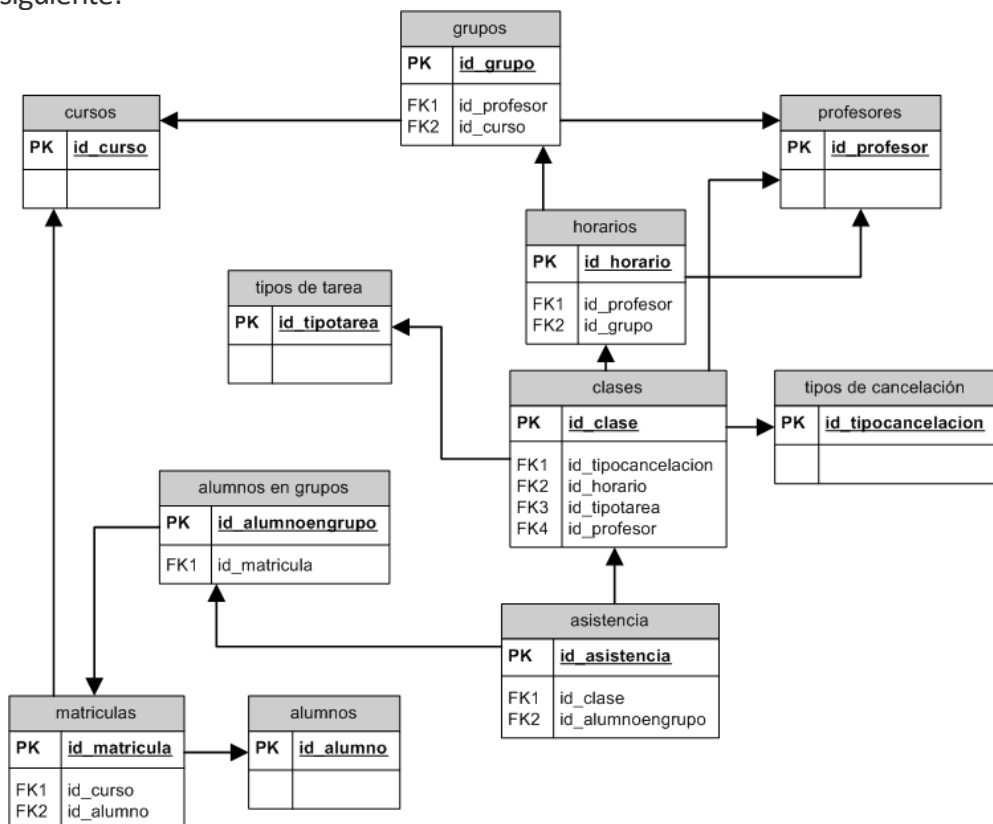 siguiente:
grupos
PK id_grupo
FK1 id_profesor
FK2 id_curso
cursos
PK id_curso
profesores
PK id_profesor
horarios
PK id_horario
FK1 id_profesor
FK2 id_grupo
tipos de tarea
PK id_tipotarea
clases
PK id_clase
FK1 id_tipocancelacion
FK2 id_horario
FK3 id_tipotarea
FK4 id_profesor
tipos de cancelación
PK id_tipocancelacion
alumnos en grupos
PK id_alumnoengrupo
FK1 id_matricula
asistencia
PK id_asistencia
FK1 id_clase
FK2 id_alumnoengrupo
matriculas
PK id_matricula
FK1 id_curso
FK2 id_alumno
alumnos
PK id_alumno